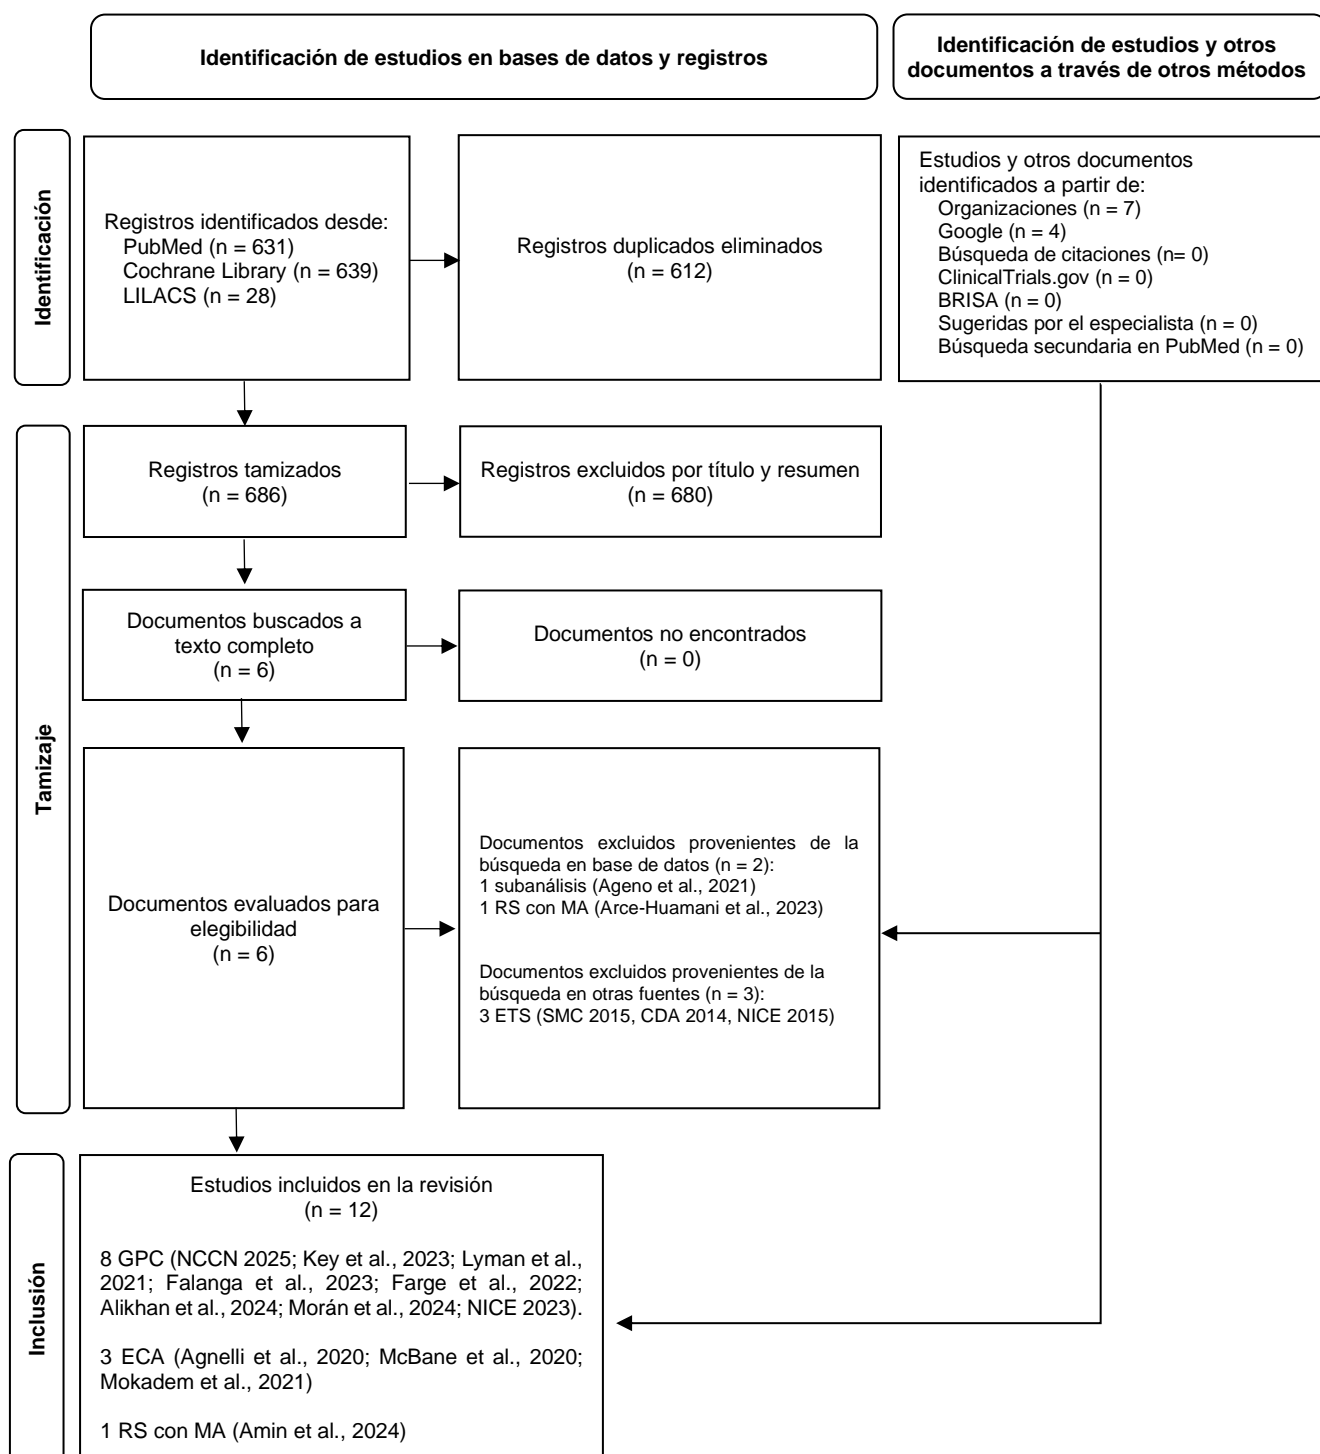 Identificación de estudios en bases de datos y registros
Identificación de estudios y otros
documentos a través de otros métodos
Identificación
Registros identificados desde:
PubMed (n = 631)
Cochrane Library (n = 639)
LILACS (n = 28)
Registros duplicados eliminados
(n = 612)
Estudios y otros documentos
identificados a partir de:
Organizaciones (n = 7)
Google (n = 4)
Búsqueda de citaciones (n= 0)
ClinicalTrials.gov (n = 0)
BRISA (n = 0)
Sugeridas por el especialista (n = 0)
Búsqueda secundaria en PubMed (n = 0)
Tamizaje
Registros tamizados
(n = 686)
Registros excluidos por título y resumen
(n = 680)
Documentos buscados a
texto completo
(n = 6)
Documentos no encontrados
(n = 0)
Documentos evaluados para
elegibilidad
(n = 6)
Documentos excluidos provenientes de la
búsqueda en base de datos (n = 2):
1 subanálisis (Ageno et al., 2021)
1 RS con MA (Arce-Huamani et al., 2023)
Documentos excluidos provenientes de la
búsqueda en otras fuentes (n = 3):
3 ETS (SMC 2015, CDA 2014, NICE 2015)
Inclusión
Estudios incluidos en la revisión
(n = 12)
8 GPC (NCCN 2025; Key et al., 2023; Lyman et al.,
2021; Falanga et al., 2023; Farge et al., 2022;
Alikhan et al., 2024; Morán et al., 2024; NICE 2023).
3 ECA (Agnelli et al., 2020; McBane et al., 2020;
Mokadem et al., 2021)
1 RS con MA (Amin et al., 2024)